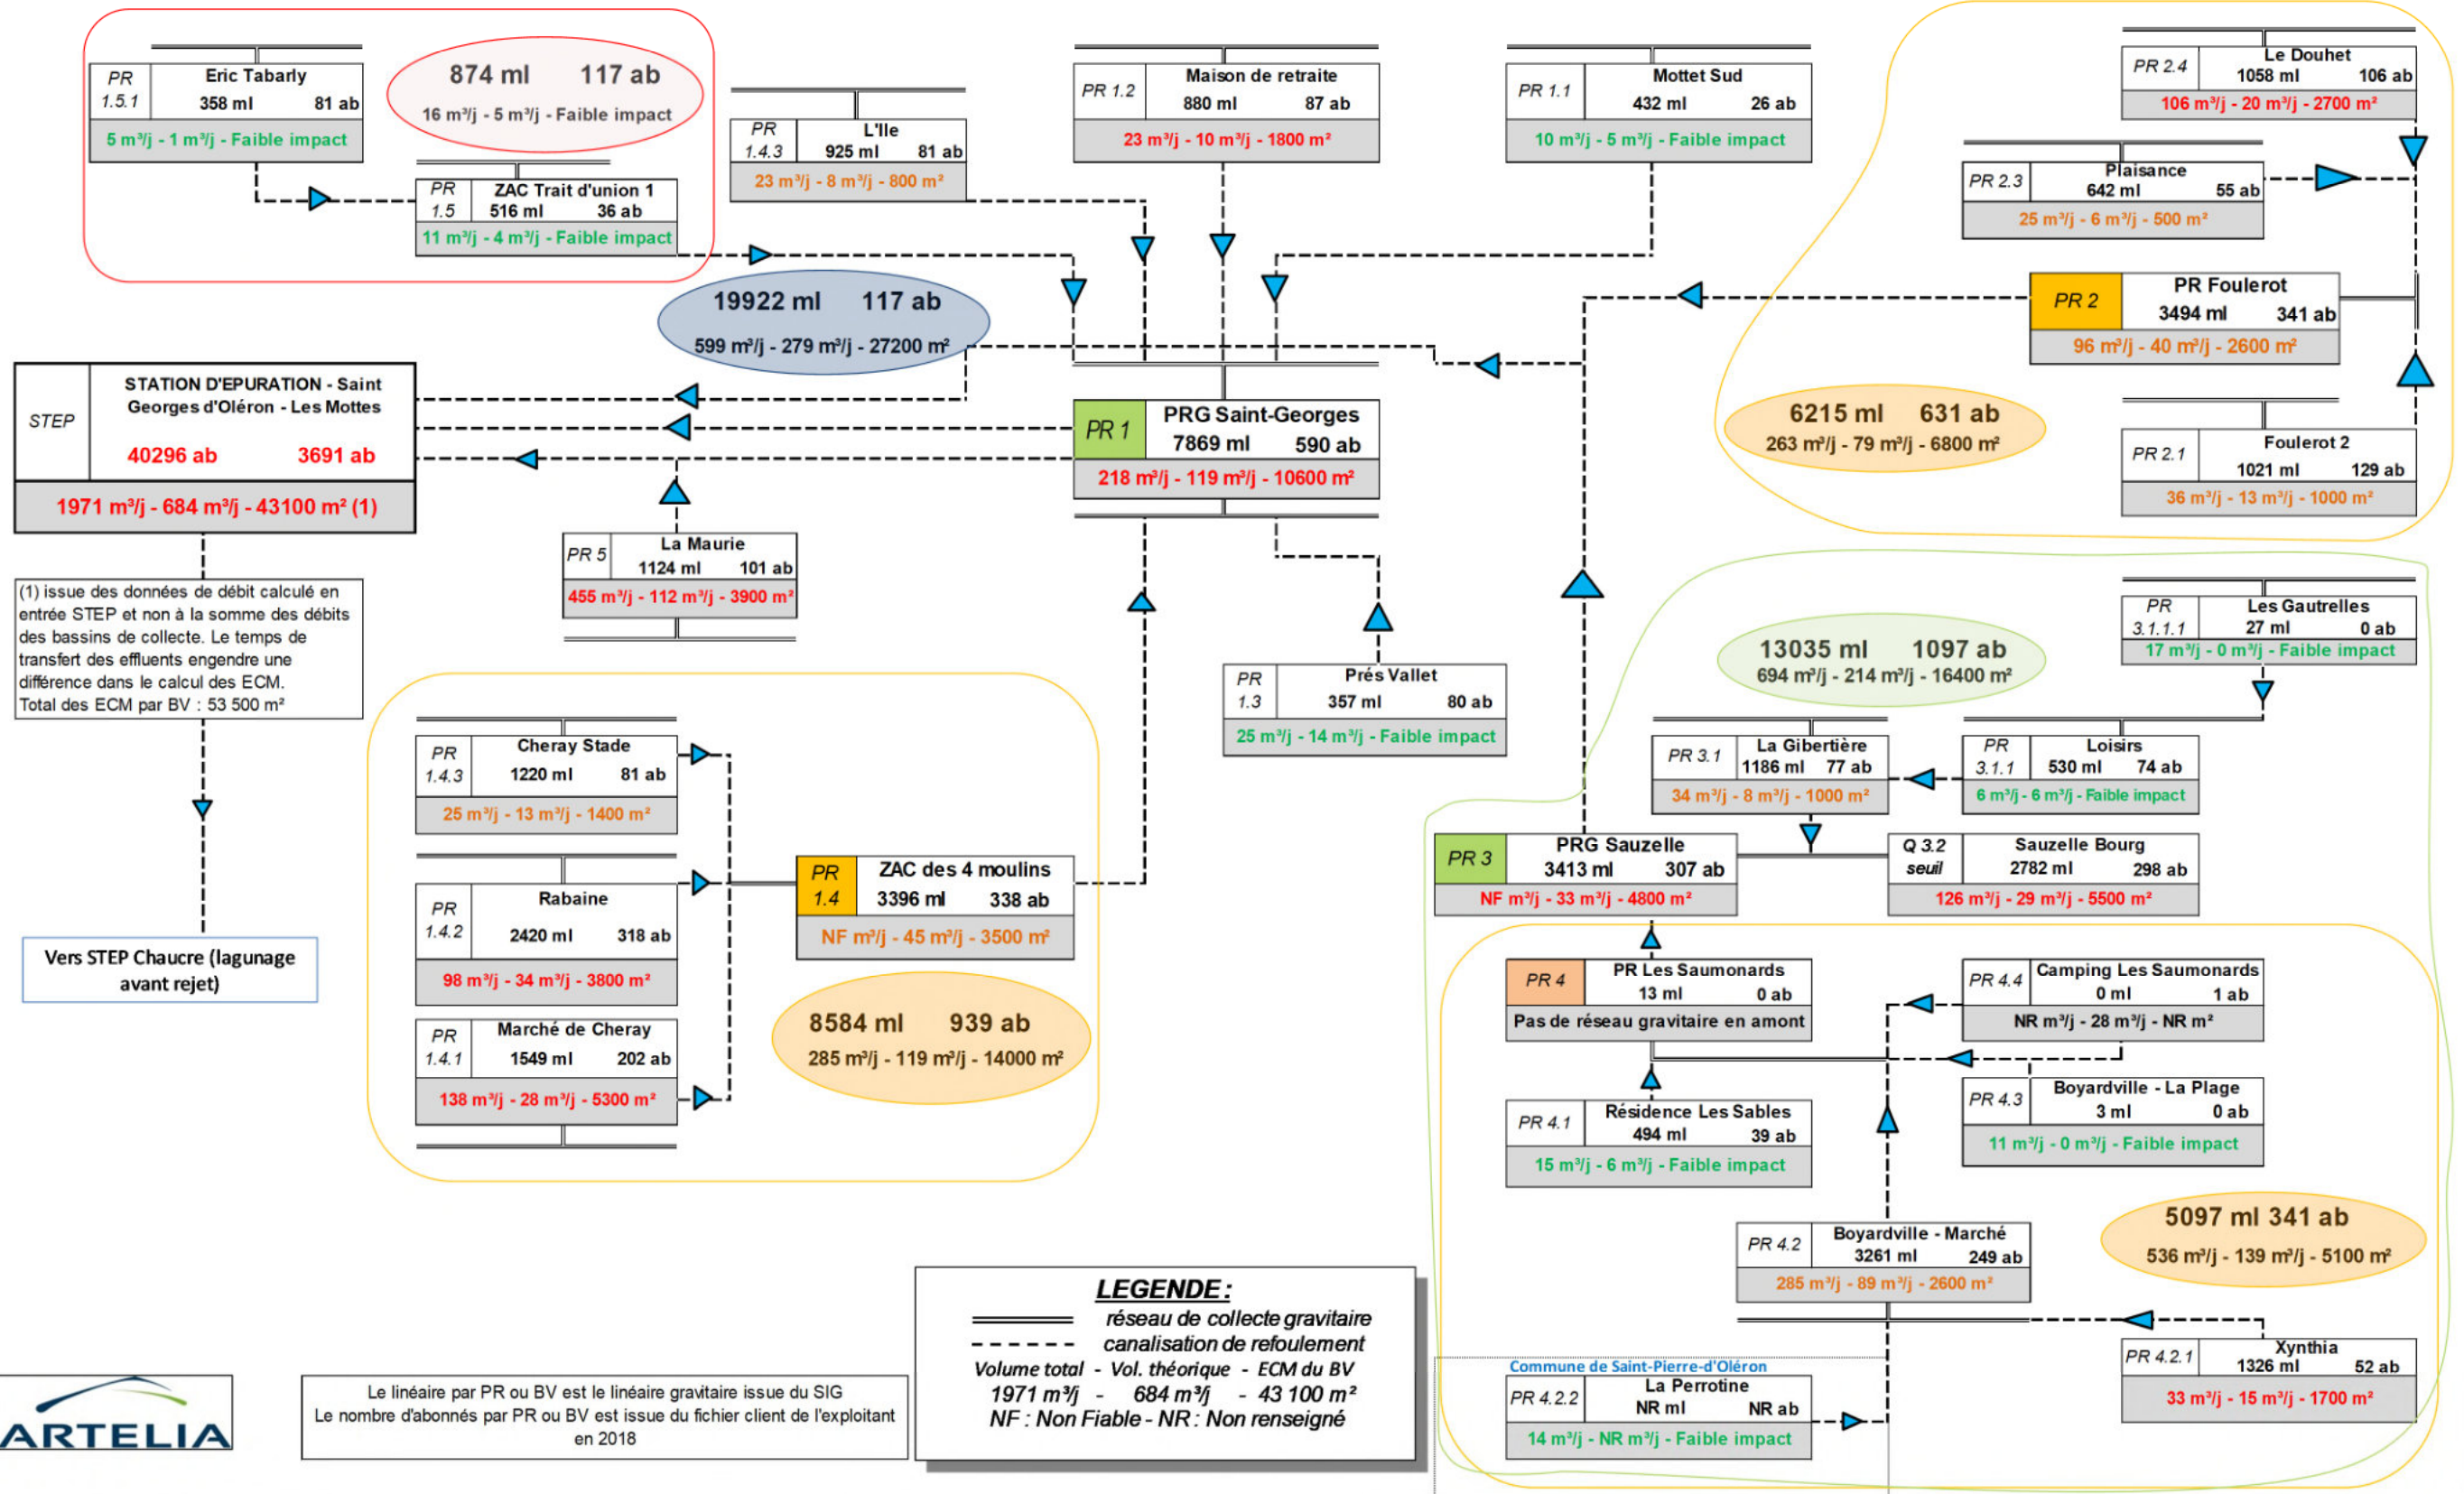 PR 1.5.1
Eric Tabarly
358 ml 81 ab
5 m³/j - 1 m³/j - Faible impact
874 ml 117 ab
16 m³/j - 5 m³/j - Faible impact
PR 1.5
ZAC Trait d'union 1
516 ml 36 ab
11 m³/j - 4 m³/j - Faible impact
PR 1.4.3
L'Ile
925 ml 81 ab
23 m³/j - 8 m³/j - 800 m²
PR 1.2
Maison de retraite
880 ml 87 ab
23 m³/j - 10 m³/j - 1800 m²
PR 1.1
Mottet Sud
432 ml 26 ab
10 m³/j - 5 m³/j - Faible impact
PR 2.4
Le Douhet
1058 ml 106 ab
106 m³/j - 20 m³/j - 2700 m²
PR 2.3
Plaisance
642 ml 55 ab
25 m³/j - 6 m³/j - 500 m²
PR 2
PR Foulerot
3494 ml 341 ab
96 m³/j - 40 m³/j - 2600 m²
6215 ml 631 ab
263 m³/j - 79 m³/j - 6800 m²
PR 2.1
Foulerot 2
1021 ml 129 ab
36 m³/j - 13 m³/j - 1000 m²
19922 ml 117 ab
599 m³/j - 279 m³/j - 27200 m²
STEP
STATION D'EPURATION - Saint
Georges d'Oléron - Les Mottes
40296 ab 3691 ab
1971 m³/j - 684 m³/j - 43100 m² (1)
PR 1
PRG Saint-Georges
7869 ml 590 ab
218 m³/j - 119 m³/j - 10600 m²
PR 5
La Maurie
1124 ml 101 ab
455 m³/j - 112 m³/j - 3900 m²
(1) issue des données de débit calculé en
entrée STEP et non à la somme des débits
des bassins de collecte. Le temps de
transfert des effluents engendre une
différence dans le calcul des ECM.
Total des ECM par BV : 53 500 m²
Vers STEP Chaucre (lagunage
avant rejet)
PR 1.3
Prés Vallet
357 ml 80 ab
25 m³/j - 14 m³/j - Faible impact
PR 1.4.3
Cheray Stade
1220 ml 81 ab
25 m³/j - 13 m³/j - 1400 m²
PR 1.4.2
Rabaine
2420 ml 318 ab
98 m³/j - 34 m³/j - 3800 m²
PR 1.4.1
Marché de Cheray
1549 ml 202 ab
138 m³/j - 28 m³/j - 5300 m²
PR 1.4
ZAC des 4 moulins
3396 ml 338 ab
NF m³/j - 45 m³/j - 3500 m²
8584 ml 939 ab
285 m³/j - 119 m³/j - 14000 m²
13035 ml 1097 ab
694 m³/j - 214 m³/j - 16400 m²
PR 3.1.1.1
Les Gautrelles
27 ml 0 ab
17 m³/j - 0 m³/j - Faible impact
PR 3.1
La Gibertière
1186 ml 77 ab
34 m³/j - 8 m³/j - 1000 m²
PR 3.1.1
Loisirs
530 ml 74 ab
6 m³/j - 6 m³/j - Faible impact
PR 3
PRG Sauzelle
3413 ml 307 ab
NF m³/j - 33 m³/j - 4800 m²
Q 3.2 seuil
Sauzelle Bourg
2782 ml 298 ab
126 m³/j - 29 m³/j - 5500 m²
PR 4
PR Les Saumonards
13 ml 0 ab
Pas de réseau gravitaire en amont
PR 4.4
Camping Les Saumonards
0 ml 1 ab
NR m³/j - 28 m³/j - NR m²
PR 4.1
Résidence Les Sables
494 ml 39 ab
15 m³/j - 6 m³/j - Faible impact
PR 4.3
Boyardville - La Plage
3 ml 0 ab
11 m³/j - 0 m³/j - Faible impact
PR 4.2
Boyardville - Marché
3261 ml 249 ab
285 m³/j - 89 m³/j - 2600 m²
5097 ml 341 ab
536 m³/j - 139 m³/j - 5100 m²
PR 4.2.1
Xynthia
1326 ml 52 ab
33 m³/j - 15 m³/j - 1700 m²
Commune de Saint-Pierre-d'Oléron
PR 4.2.2
La Perrotine
NR ml NR ab
14 m³/j - NR m³/j - Faible impact
LEGENDE :
réseau de collecte gravitaire
canalisation de refoulement
Volume total - Vol. théorique - ECM du BV
1971 m³/j - 684 m³/j - 43 100 m²
NF : Non Fiable - NR : Non renseigné
Le linéaire par PR ou BV est le linéaire gravitaire issue du SIG
Le nombre d'abonnés par PR ou BV est issue du fichier client de l'exploitant
en 2018
ARTELIA